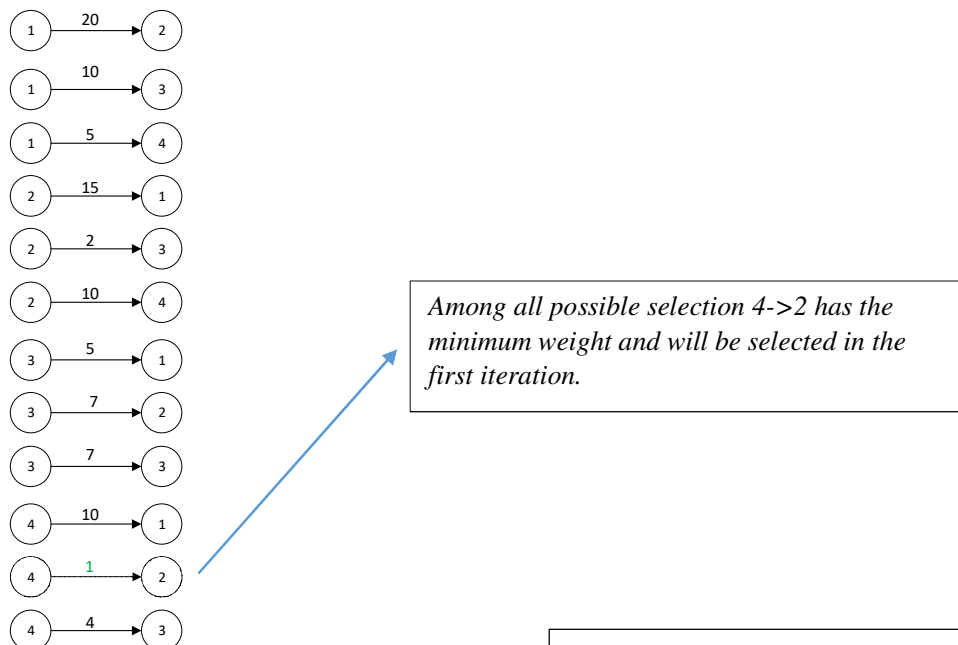 1 20 2
1 10 3
1 5 4
2 15 1
2 2 3
2 10 4
3 5 1
3 7 2
3 7 3
4 10 1
4 1 2
4 4 3
Among all possible selection 4->2 has the
minimum weight and will be selected in the
first iteration.